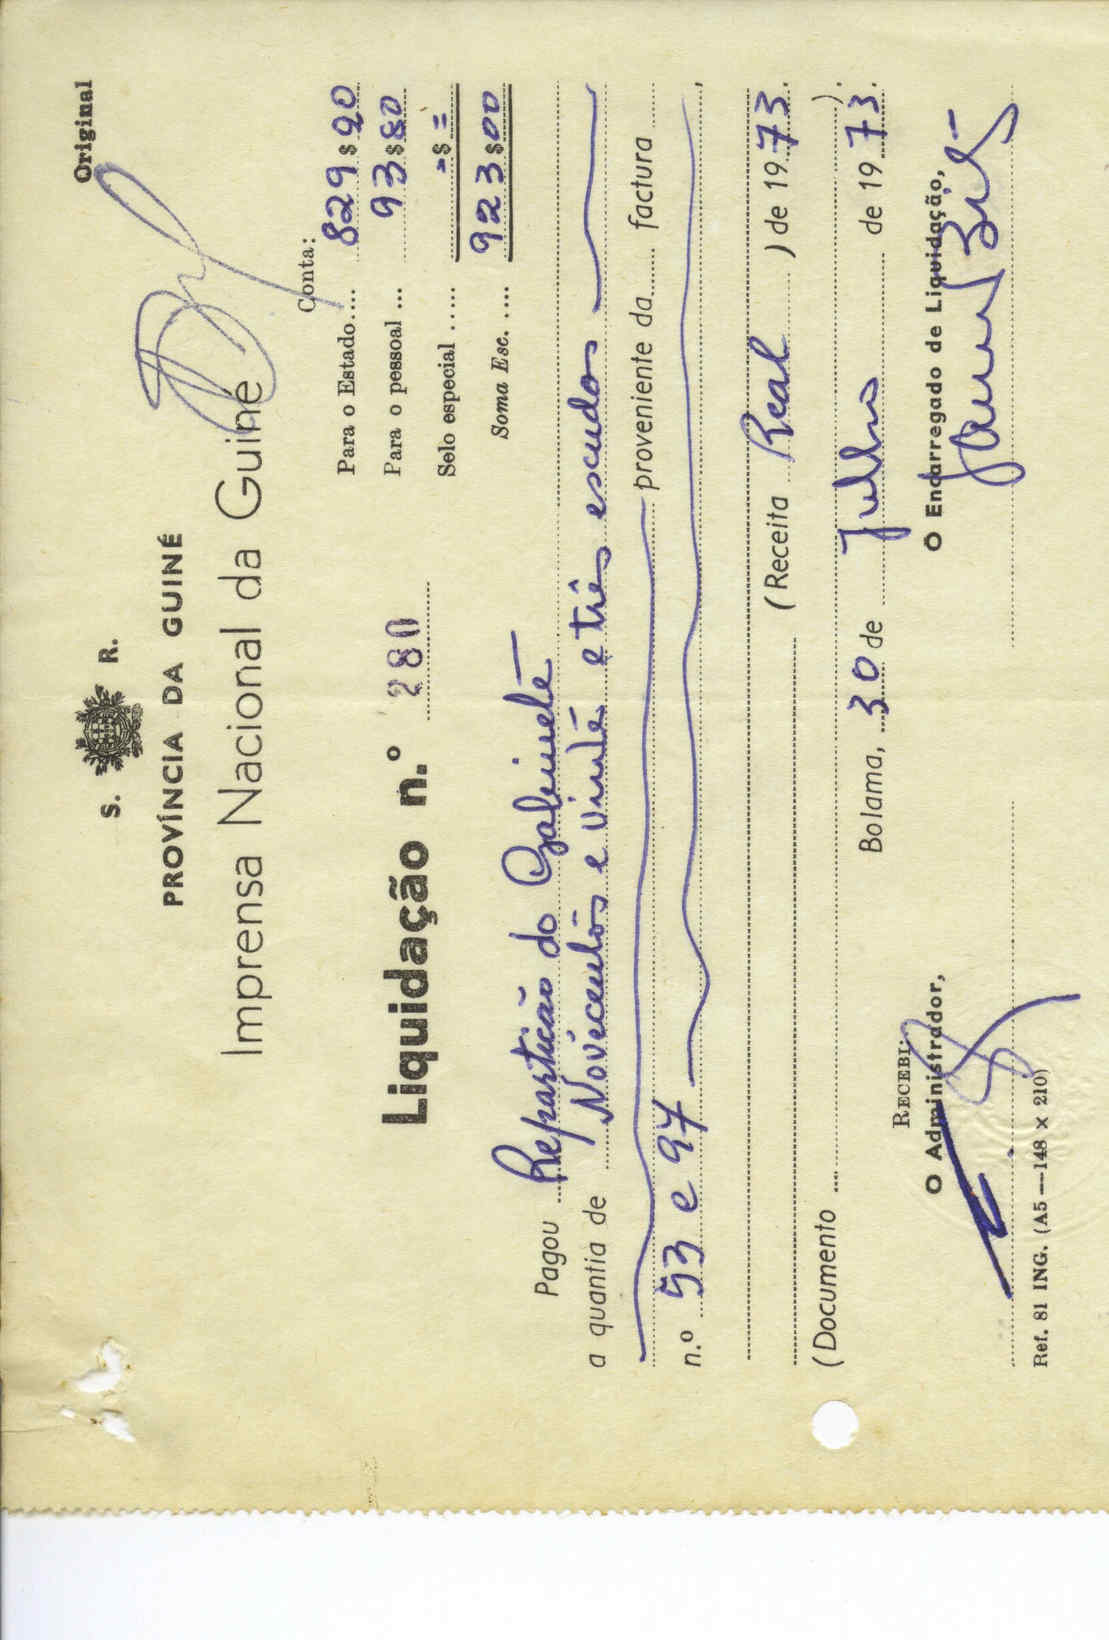 Original
S. R.
PROVÍNCIA DA GUINÉ
Imprensa Nacional da Guiné
Conta:
Liquidação n.º 280
Para o Estado.... 829$20
Para o pessoal ... 93$80
Selo especial ..... -$=
Soma Esc. .... 923$00
Pagou Repartição do Gabinete
a quantia de Novecentos e vinte e três escudos
proveniente da factura
n.º 93 e 97
(Receita Real ) de 1973.
(Documento )
Bolama, 30 de Julho de 1973.
RECEBI:
O Administrador,
O Encarregado de Liquidação,
Ref. 81 ING. (A5—148 x 210)